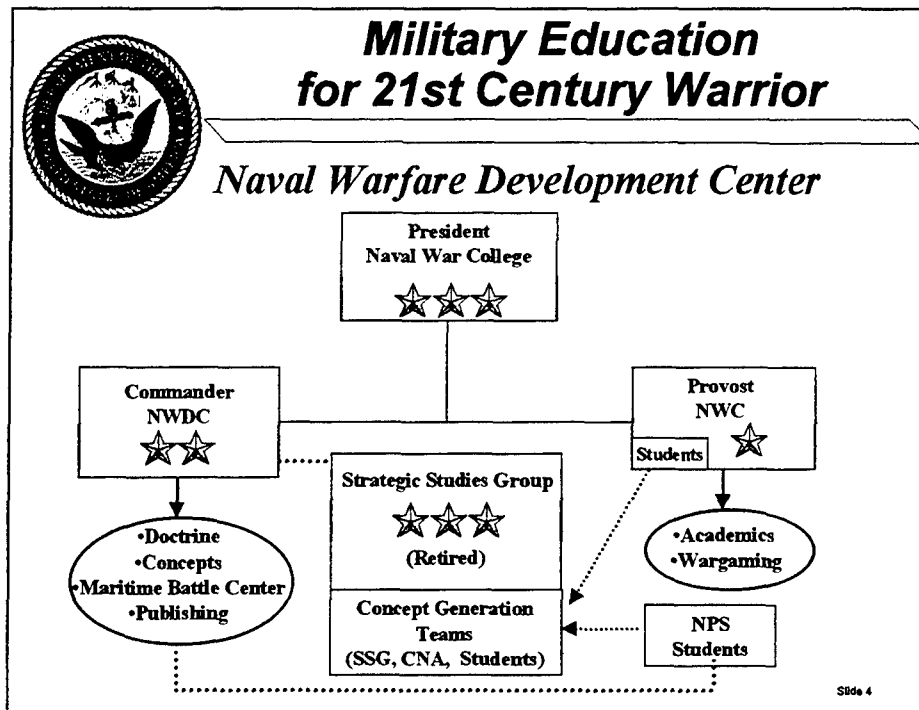 Military Education
for 21st Century Warrior
Naval Warfare Development Center
President
Naval War College
Commander
NWDC
Provost
NWC
Students
Strategic Studies Group
(Retired)
•Doctrine
•Concepts
•Maritime Battle Center
•Publishing
•Academics
•Wargaming
Concept Generation
Teams
(SSG, CNA, Students)
NPS
Students
Slide 4